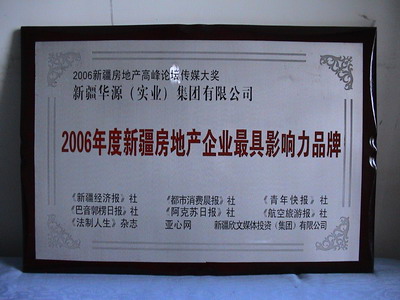 2006新疆房地产高峰论坛传媒大奖
新疆华源（实业）集团有限公司
2006年度新疆房地产企业最具影响力品牌
《新疆经济报》社 《都市消费晨报》社 《青年快报》社
《巴音郭楞日报》社 《阿克苏日报》社 《航空旅游报》社
《法制人生》杂志 亚心网 新疆欣文媒体投资（集团）有限公司